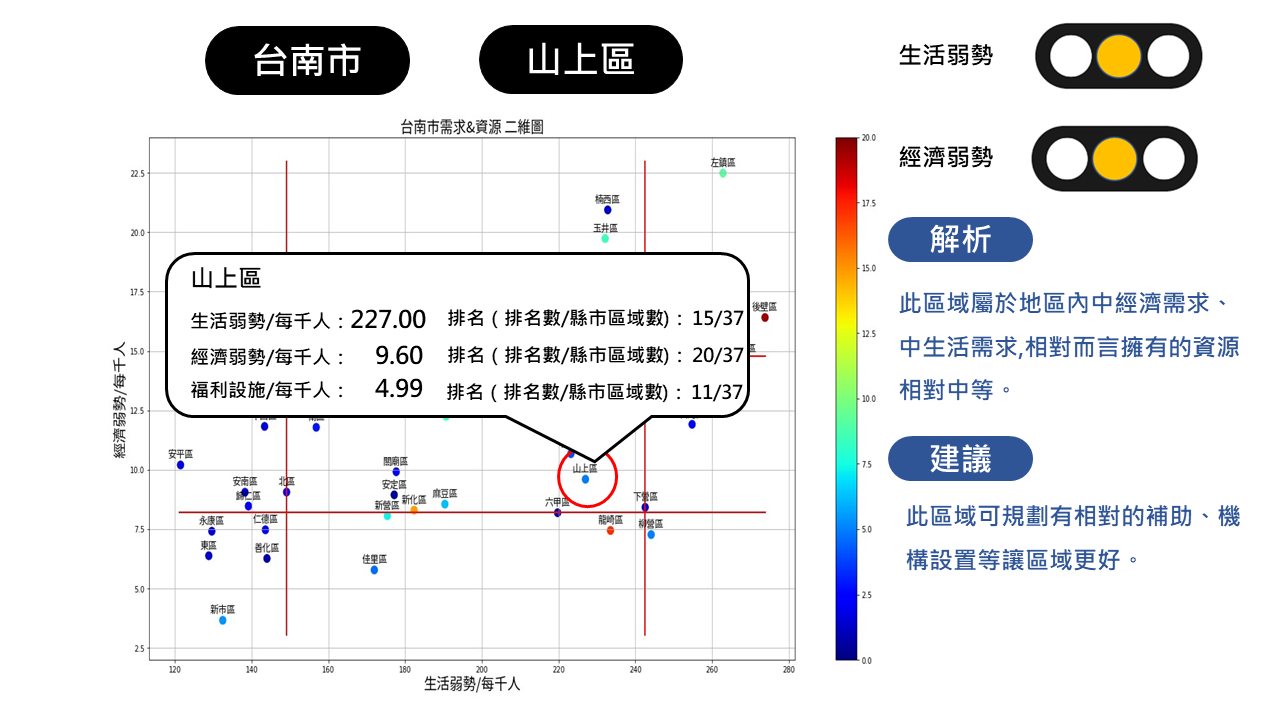 台南市
山上區
生活弱勢
經濟弱勢
台南市需求&資源 二維圖
左鎮區
楠西區
玉井區
後壁區
山上區
生活弱勢/每千人：227.00 排名（排名數/縣市區域數）：15/37
經濟弱勢/每千人： 9.60 排名（排名數/縣市區域數）：20/37
福利設施/每千人： 4.99 排名（排名數/縣市區域數）：11/37
安平區
關廟區
山上區
安南區
北區
安定區
歸仁區
新營區
新化區
麻豆區
六甲區
下營區
永康區
仁德區
龍崎區
柳營區
東區
善化區
佳里區
新市區
22.5
20.0
17.5
15.0
12.5
10.0
7.5
5.0
2.5
經濟弱勢/每千人
120 140 160 180 200 220 240 260 280
生活弱勢/每千人
20.0
17.5
15.0
12.5
10.0
7.5
5.0
2.5
0.0
解析
此區域屬於地區內中經濟需求、
中生活需求,相對而言擁有的資源
相對中等。
建議
此區域可規劃有相對的補助、機
構設置等讓區域更好。